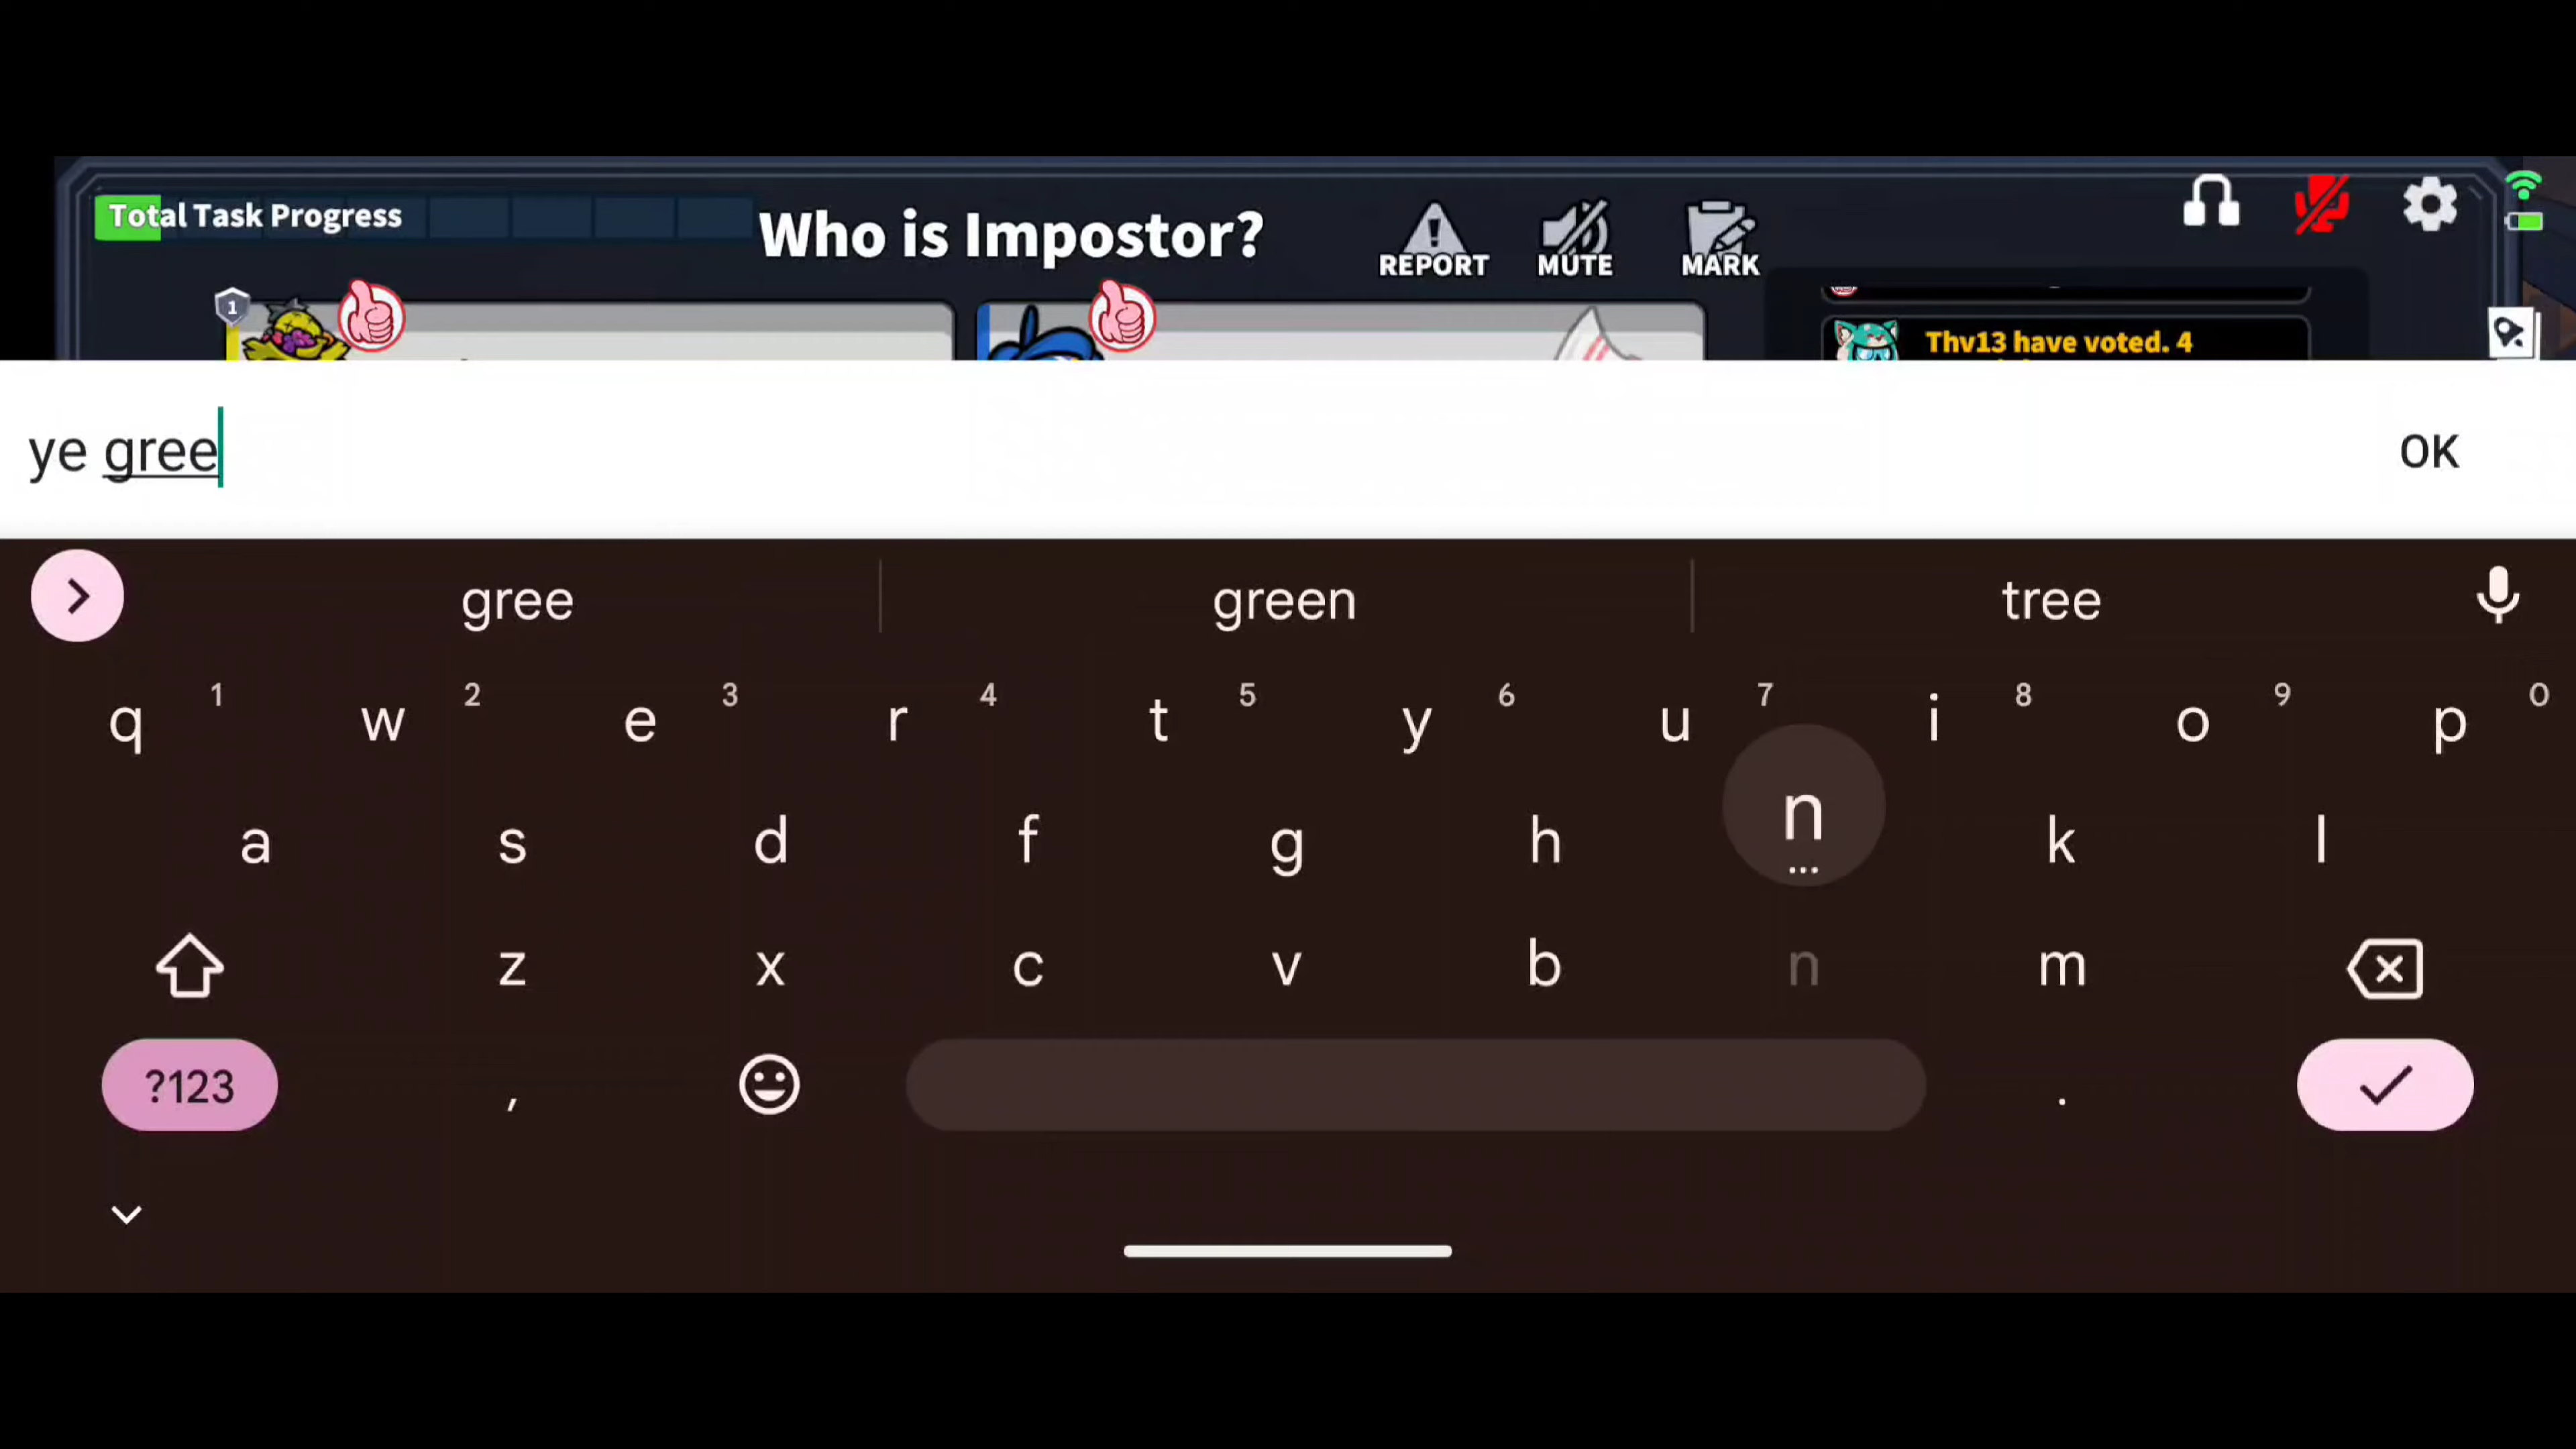 Total Task Progress
Who is Impostor?
REPORT
MUTE
MARK
1
Thv13 have voted. 4
ye gree
OK
gree
green
tree
q 1 w 2 e 3 r 4 t 5 y 6 u 7 i 8 o 9 p 0
a s d f g h n k l
...
z x c v b n m
?123 , .